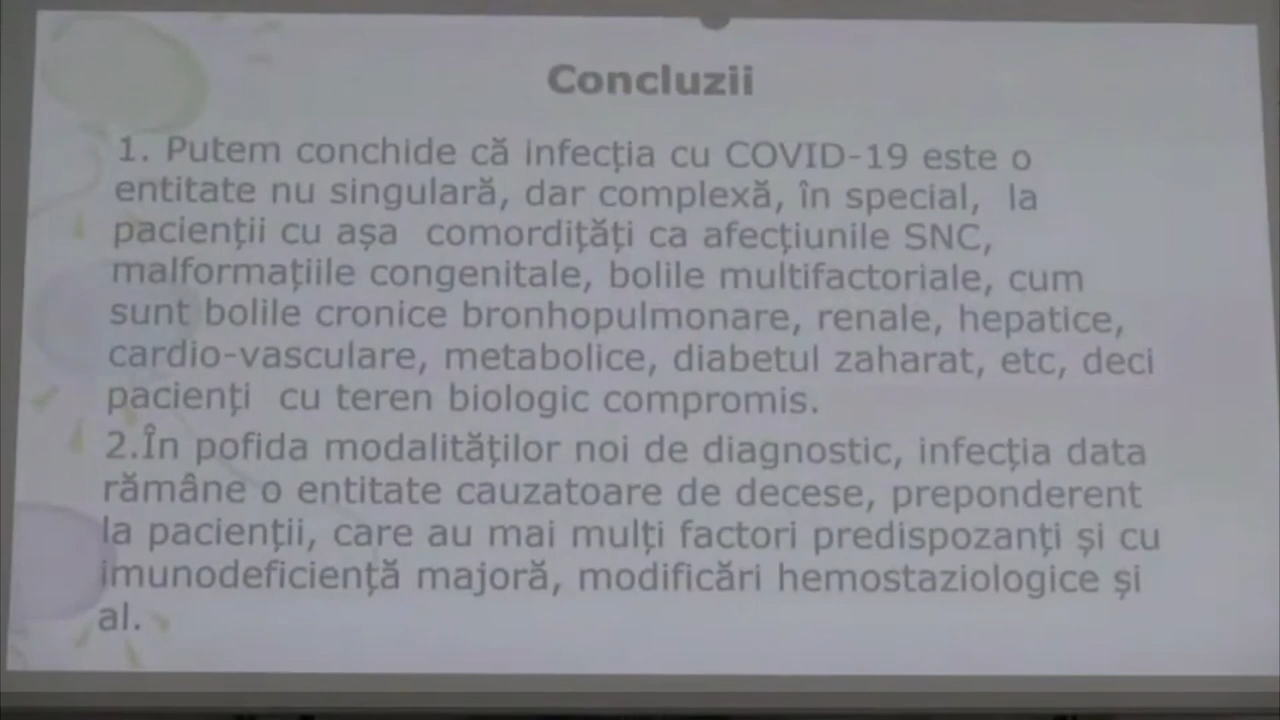 Concluzii
1. Putem conchide că infecția cu COVID-19 este o
entitate nu singulară, dar complexă, în special, la
pacienții cu așa comordițăți ca afecțiunile SNC,
malformațiile congenitale, bolile multifactoriale, cum
sunt bolile cronice bronhopulmonare, renale, hepatice,
cardio-vasculare, metabolice, diabetul zaharat, etc, deci
pacienți cu teren biologic compromis.
2.În pofida modalităților noi de diagnostic, infecția data
rămâne o entitate cauzatoare de decese, preponderent
la pacienții, care au mai mulți factori predispozanți și cu
imunodeficiență majoră, modificări hemostaziologice și
al.